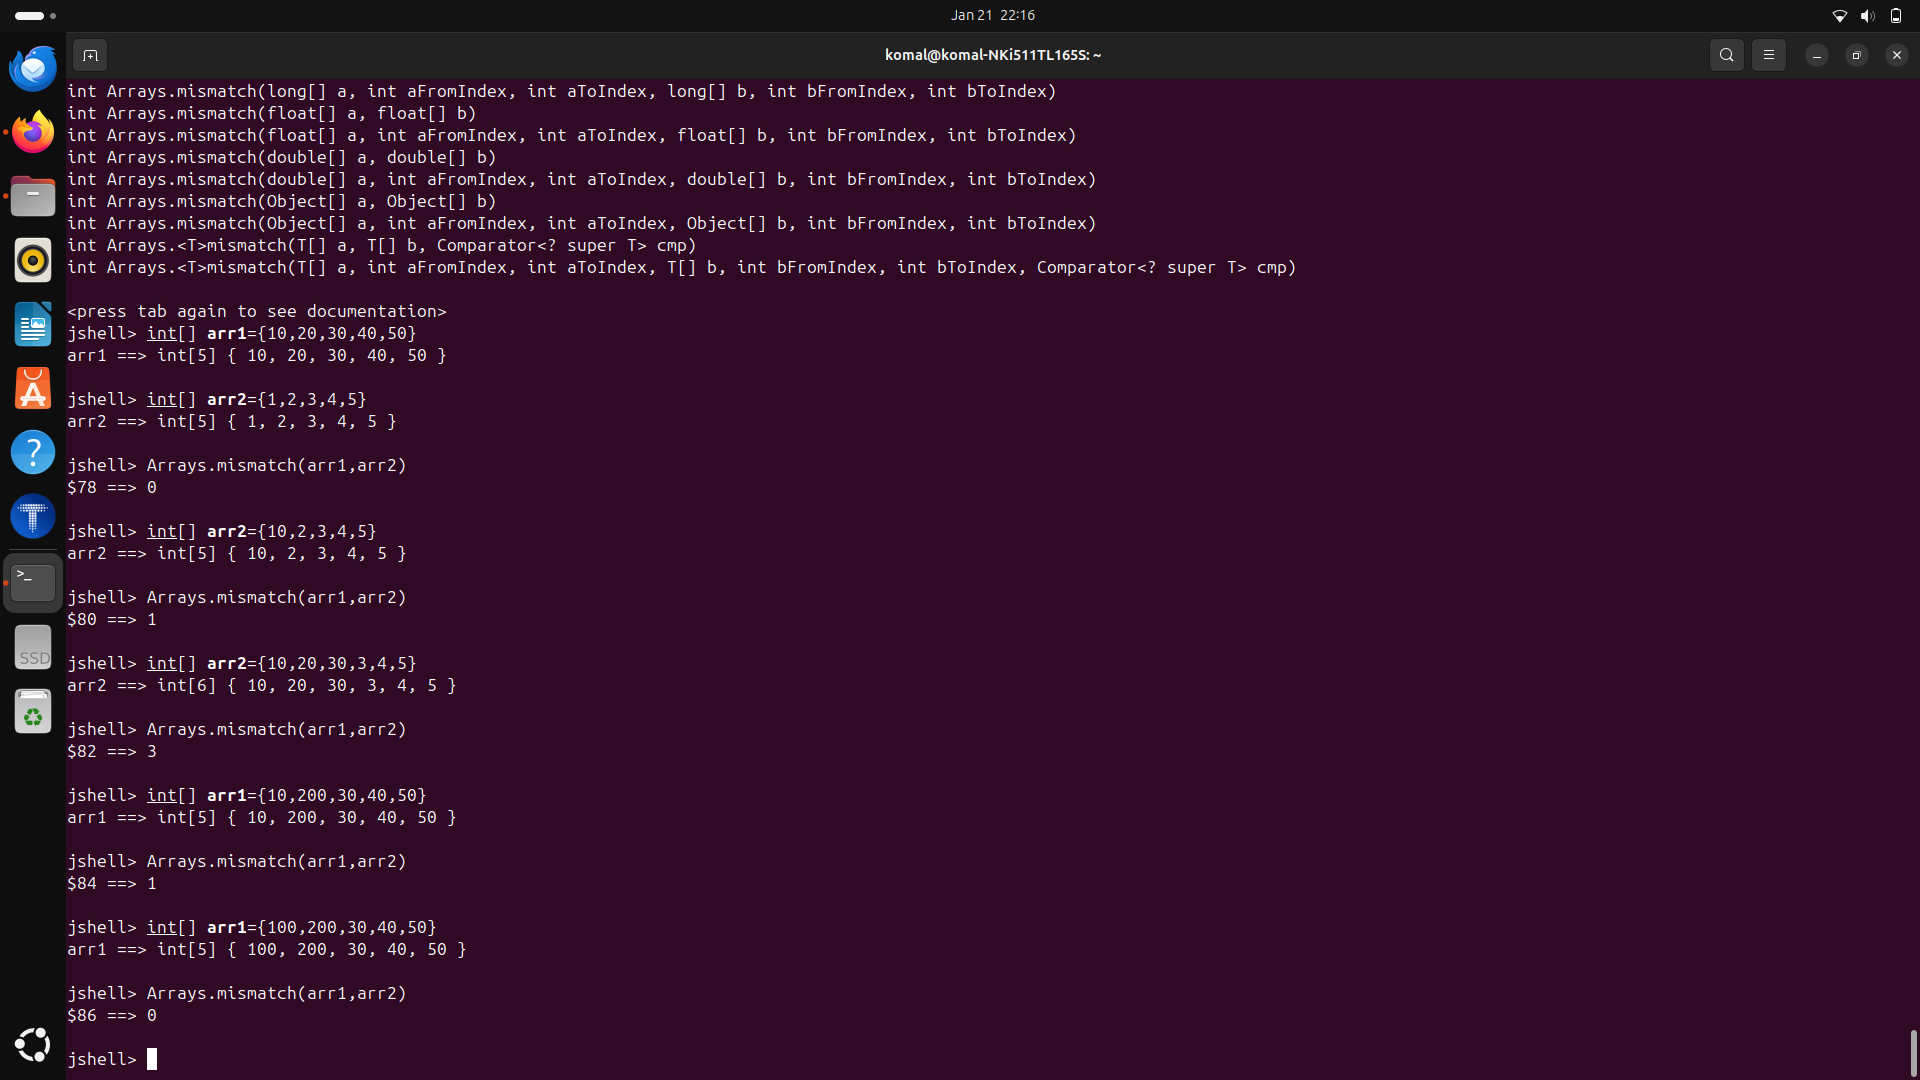 Jan 21 22:16
komal@komal-NKi511TL165S: ~
int Arrays.mismatch(long[] a, int aFromIndex, int aToIndex, long[] b, int bFromIndex, int bToIndex)
int Arrays.mismatch(float[] a, float[] b)
int Arrays.mismatch(float[] a, int aFromIndex, int aToIndex, float[] b, int bFromIndex, int bToIndex)
int Arrays.mismatch(double[] a, double[] b)
int Arrays.mismatch(double[] a, int aFromIndex, int aToIndex, double[] b, int bFromIndex, int bToIndex)
int Arrays.mismatch(Object[] a, Object[] b)
int Arrays.mismatch(Object[] a, int aFromIndex, int aToIndex, Object[] b, int bFromIndex, int bToIndex)
int Arrays.<T>mismatch(T[] a, T[] b, Comparator<? super T> cmp)
int Arrays.<T>mismatch(T[] a, int aFromIndex, int aToIndex, T[] b, int bFromIndex, int bToIndex, Comparator<? super T> cmp)
<press tab again to see documentation>
jshell> int[] arr1={10,20,30,40,50}
arr1 ==> int[5] { 10, 20, 30, 40, 50 }
jshell> int[] arr2={1,2,3,4,5}
arr2 ==> int[5] { 1, 2, 3, 4, 5 }
jshell> Arrays.mismatch(arr1,arr2)
$78 ==> 0
jshell> int[] arr2={10,2,3,4,5}
arr2 ==> int[5] { 10, 2, 3, 4, 5 }
jshell> Arrays.mismatch(arr1,arr2)
$80 ==> 1
jshell> int[] arr2={10,20,30,3,4,5}
arr2 ==> int[6] { 10, 20, 30, 3, 4, 5 }
jshell> Arrays.mismatch(arr1,arr2)
$82 ==> 3
jshell> int[] arr1={10,200,30,40,50}
arr1 ==> int[5] { 10, 200, 30, 40, 50 }
jshell> Arrays.mismatch(arr1,arr2)
$84 ==> 1
jshell> int[] arr1={100,200,30,40,50}
arr1 ==> int[5] { 100, 200, 30, 40, 50 }
jshell> Arrays.mismatch(arr1,arr2)
$86 ==> 0
jshell>
SSD